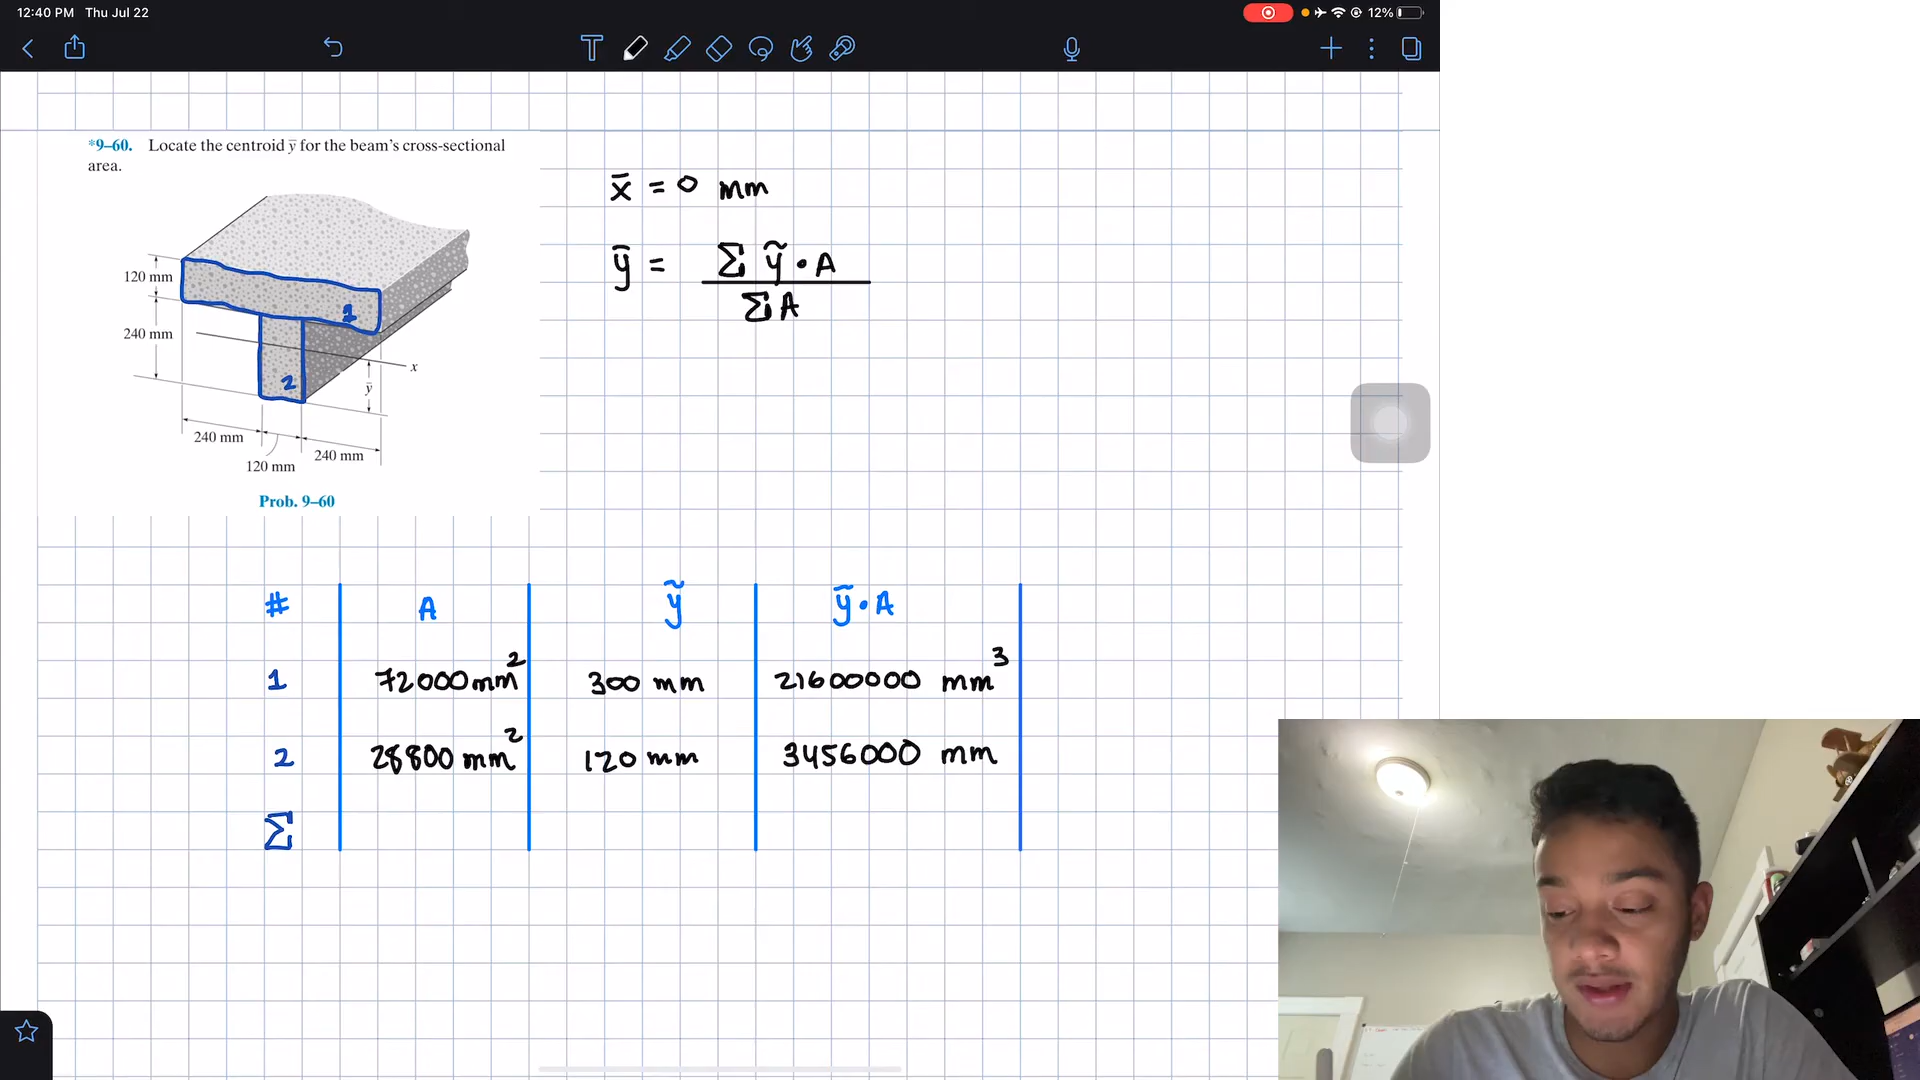 12:40 PM Thu Jul 22
12%
*9–60. Locate the centroid ȳ for the beam's cross-sectional
area.
120 mm
240 mm
1
2
x
ȳ
240 mm
120 mm
240 mm
Prob. 9–60
x̄ = 0 mm
ȳ = Σ ỹ · A
Σ A
# A ỹ ỹ · A
1 72000 mm² 300 mm 21600000 mm³
2 28800 mm² 120 mm 3456000 mm
Σ